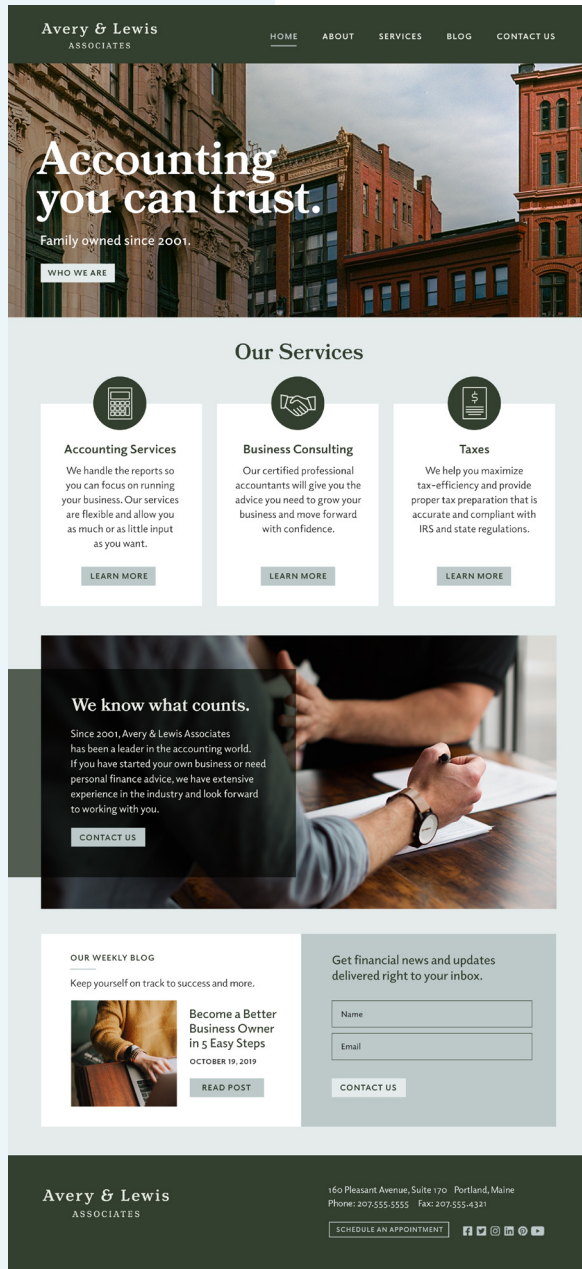 Avery & Lewis
ASSOCIATES
HOME ABOUT SERVICES BLOG CONTACT US
Accounting
you can trust.
Family owned since 2001.
WHO WE ARE
Our Services
$
Accounting Services
We handle the reports so
you can focus on running
your business. Our services
are flexible and allow you
as much or as little input
as you want.
LEARN MORE
Business Consulting
Our certified professional
accountants will give you the
advice you need to grow your
business and move forward
with confidence.
LEARN MORE
Taxes
We help you maximize
tax-efficiency and provide
proper tax preparation that is
accurate and compliant with
IRS and state regulations.
LEARN MORE
We know what counts.
Since 2001, Avery & Lewis Associates
has been a leader in the accounting world.
If you have started your own business or need
personal finance advice, we have extensive
experience in the industry and look forward
to working with you.
CONTACT US
OUR WEEKLY BLOG
Keep yourself on track to success and more.
Become a Better
Business Owner
in 5 Easy Steps
OCTOBER 19, 2019
READ POST
Get financial news and updates
delivered right to your inbox.
Name
Email
CONTACT US
Avery & Lewis
ASSOCIATES
160 Pleasant Avenue, Suite 170 Portland, Maine
Phone: 207.555.5555 Fax: 207.555.4321
SCHEDULE AN APPOINTMENT